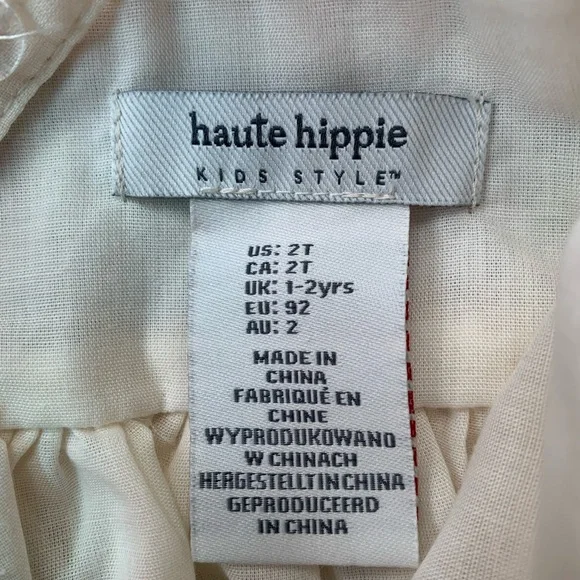 haute hippie
KIDS STYLE™
US: 2T
CA: 2T
UK: 1-2yrs
EU: 92
AU: 2
MADE IN
CHINA
FABRIQUÉ EN
CHINE
WYPRODUKOWANO
W CHINACH
HERGESTELLT IN CHINA
GEPRODUCEERD
IN CHINA